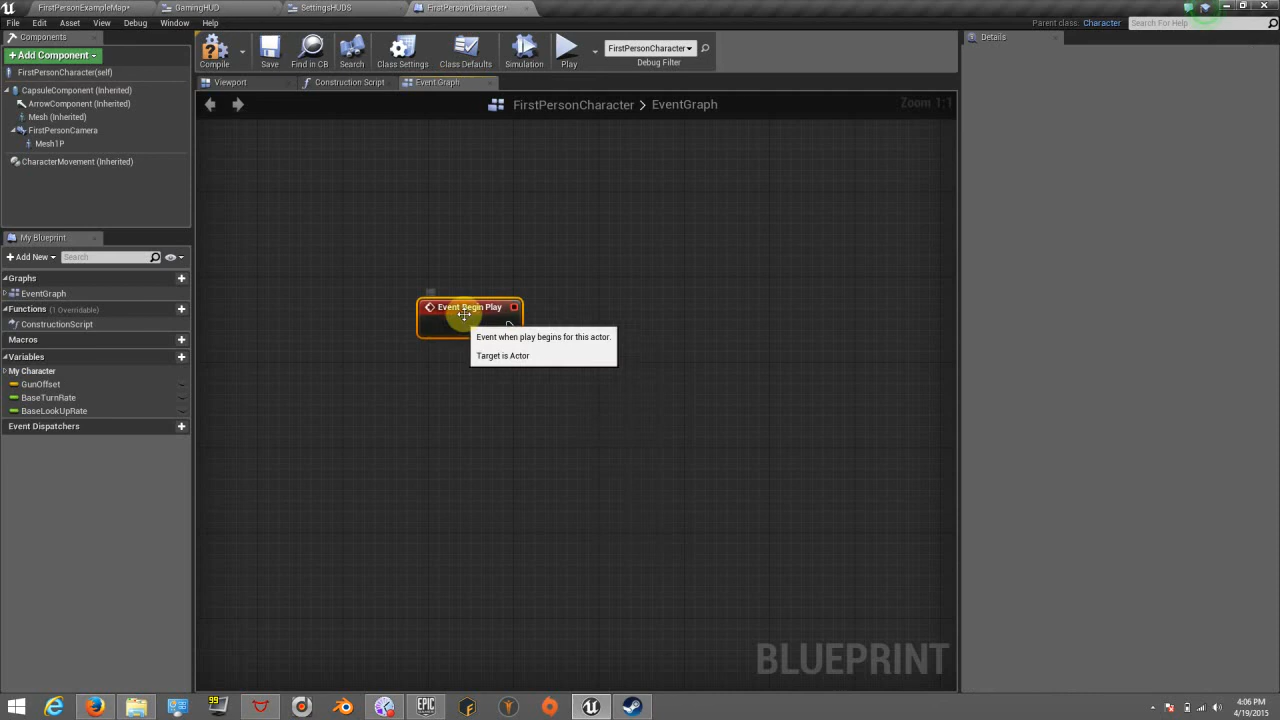 FirstPersonExampleMap*
GamingHUD
SettingsHUDS
FirstPersonCharacter*
File
Edit
Asset
View
Debug
Window
Help
Parent class:
Character
Search For Help
Components
+Add Component
FirstPersonCharacter(self)
CapsuleComponent (Inherited)
ArrowComponent (Inherited)
Mesh (Inherited)
FirstPersonCamera
Mesh1P
CharacterMovement (Inherited)
Compile
Save
Find in CB
Search
Class Settings
Class Defaults
Simulation
Play
FirstPersonCharacter
Debug Filter
Viewport
Construction Script
Event Graph
FirstPersonCharacter > EventGraph
Zoom 1:1
My Blueprint
+Add New
Search
Graphs
EventGraph
Functions (1 Overridable)
ConstructionScript
Macros
Variables
My Character
GunOffset
BaseTurnRate
BaseLookUpRate
Event Dispatchers
Event Begin Play
Event when play begins for this actor.
Target is Actor
BLUEPRINT
Details
99
EPIC
GAMES
4:06 PM
4/19/2015